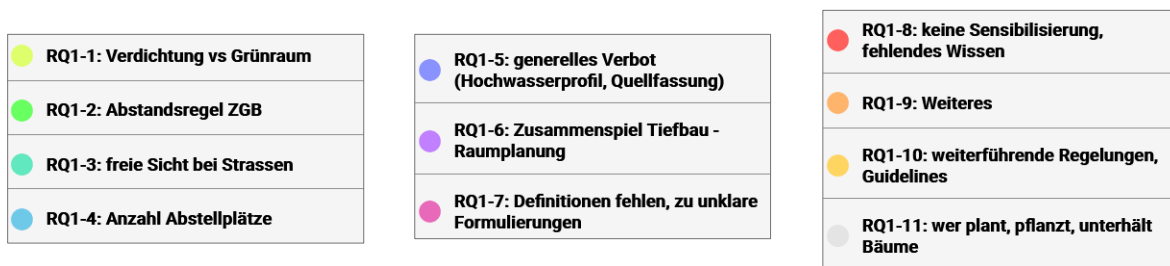 RQ1-1: Verdichtung vs Grünraum
RQ1-2: Abstandsregel ZGB
RQ1-3: freie Sicht bei Strassen
RQ1-4: Anzahl Abstellplätze
RQ1-5: generelles Verbot
(Hochwasserprofil, Quellfassung)
RQ1-6: Zusammenspiel Tiefbau -
Raumplanung
RQ1-7: Definitionen fehlen, zu unklare
Formulierungen
RQ1-8: keine Sensibilisierung,
fehlendes Wissen
RQ1-9: Weiteres
RQ1-10: weiterführende Regelungen,
Guidelines
RQ1-11: wer plant, pflanzt, unterhält
Bäume